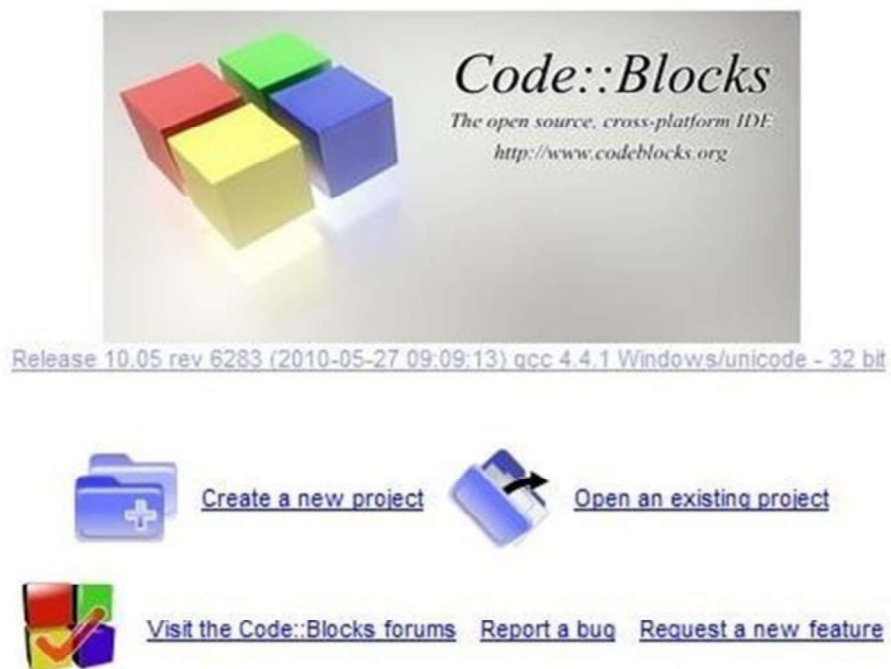 Code::Blocks
The open source, cross-platform IDE
http://www.codeblocks.org
Release 10.05 rev 6283 (2010-05-27 09:09:13) gcc 4.4.1 Windows/unicode - 32 bit
Create a new project Open an existing project
Visit the Code::Blocks forums Report a bug Request a new feature